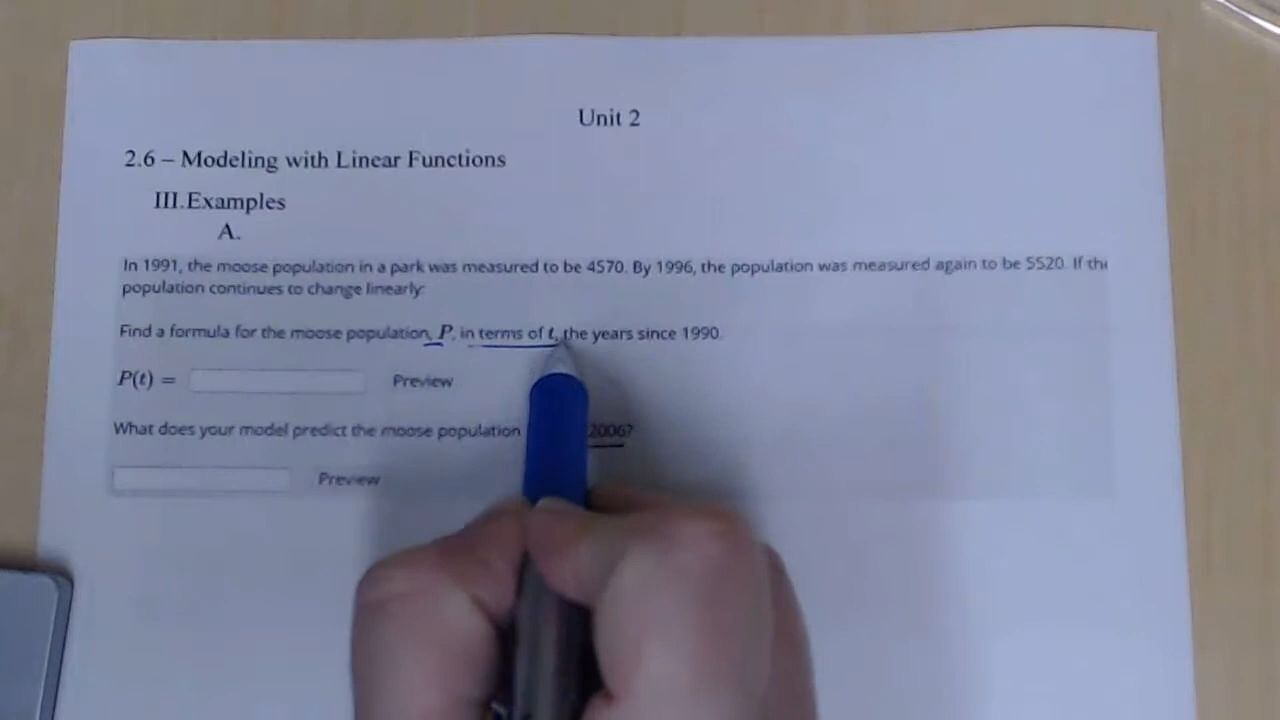 Unit 2
2.6 – Modeling with Linear Functions
III.Examples
A.
In 1991, the moose population in a park was measured to be 4570. By 1996, the population was measured again to be 5520. If the
population continues to change linearly:
Find a formula for the moose population, P, in terms of t, the years since 1990.
P(t) = Preview
What does your model predict the moose population 2006?
Preview